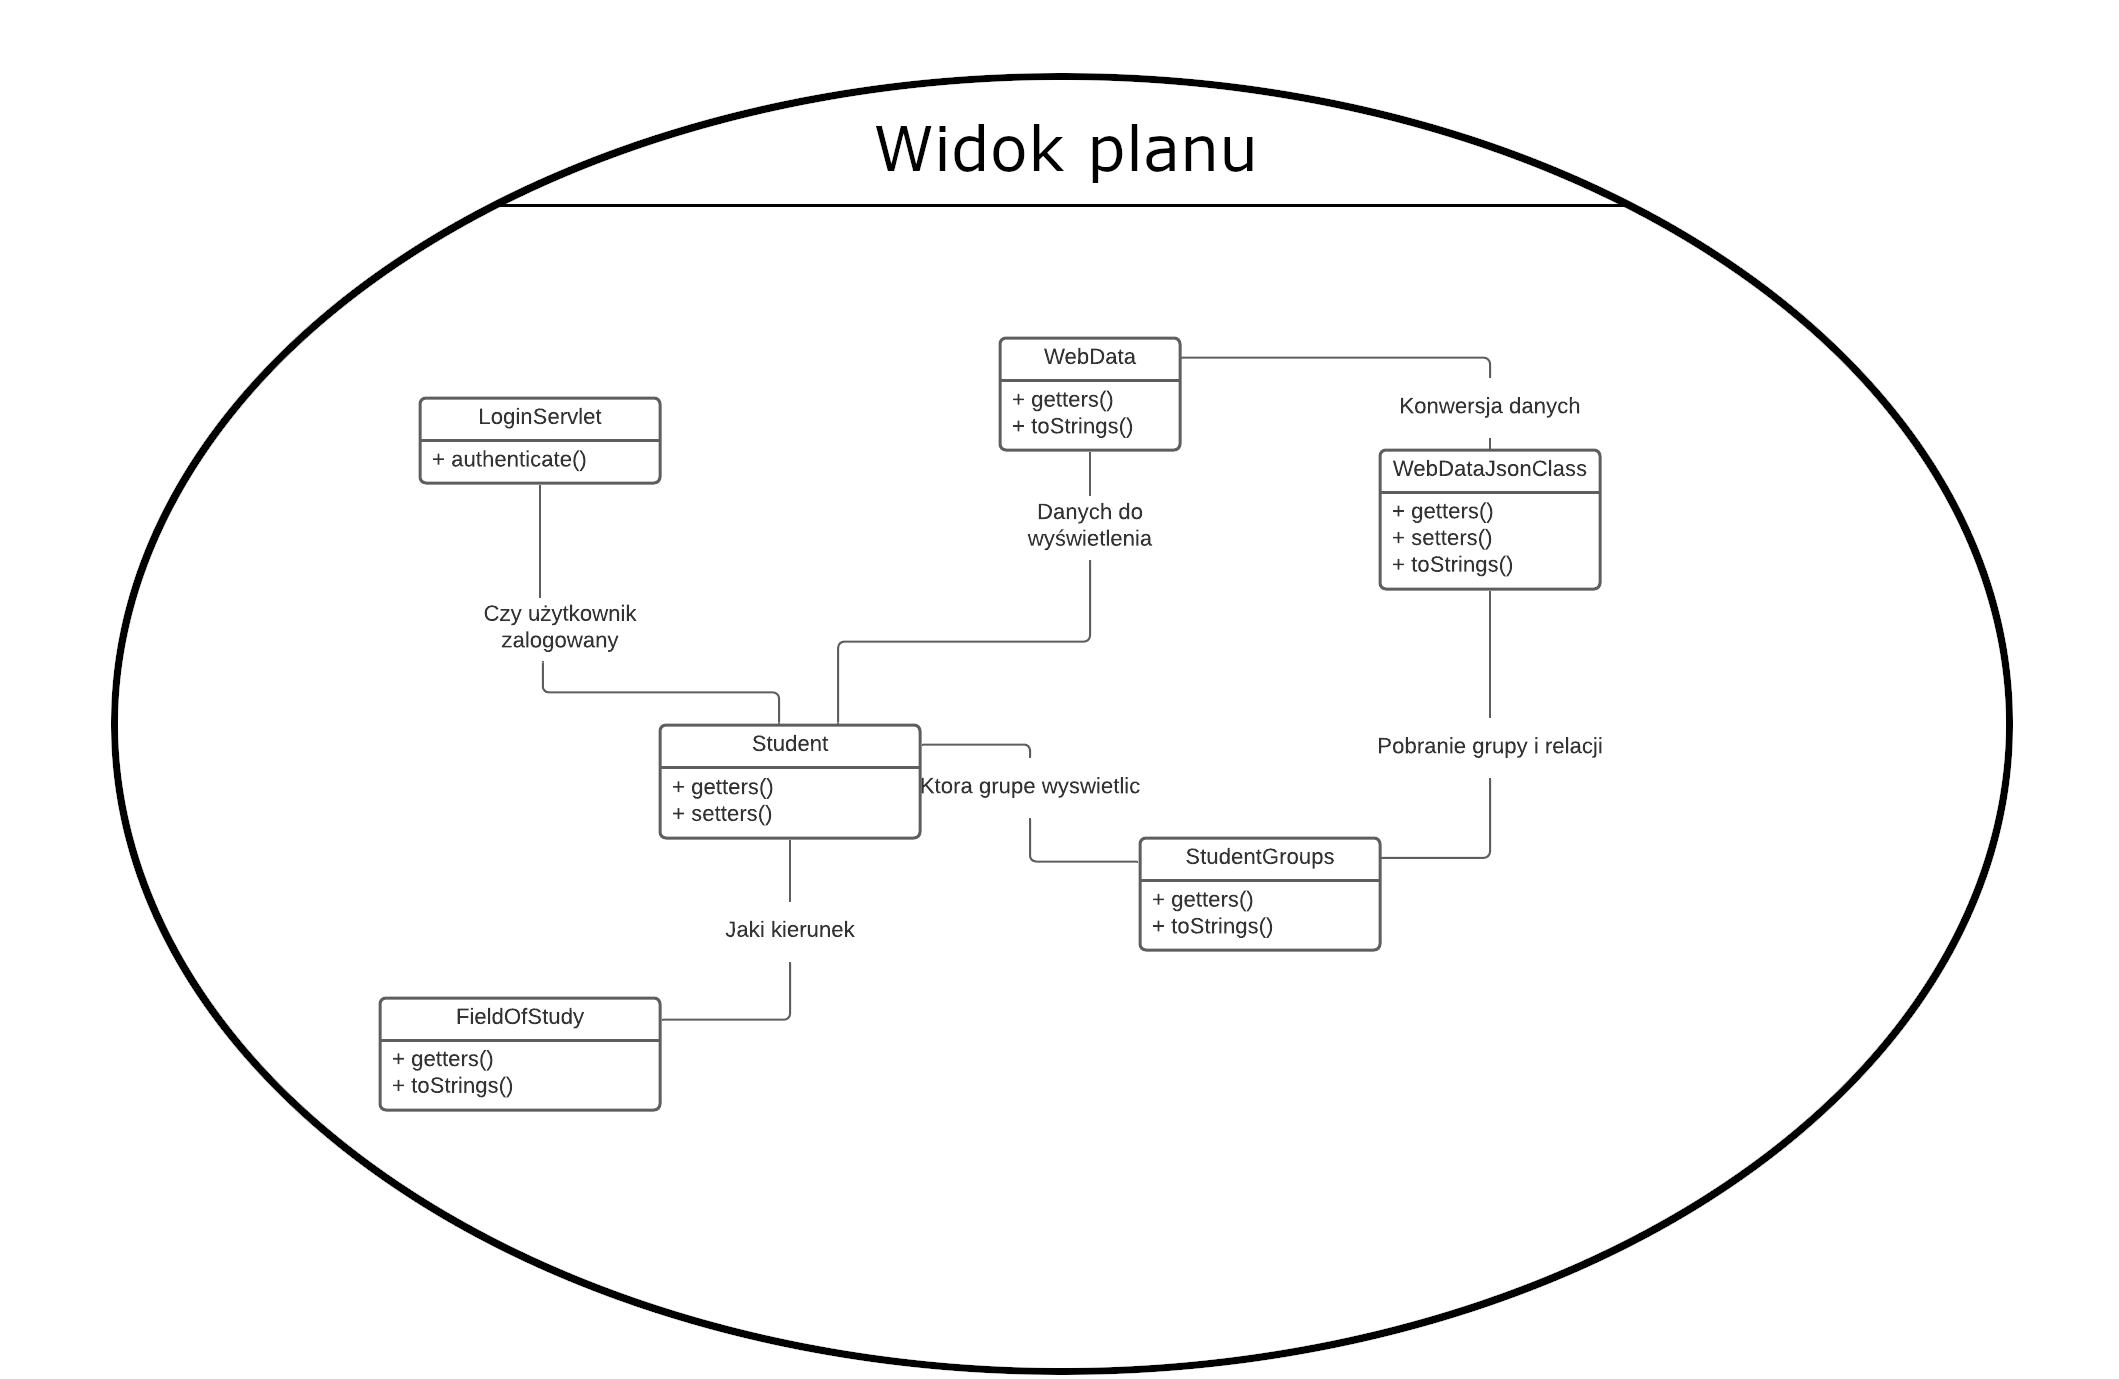 Widok planu
WebData
+ getters()
+ toStrings()
Konwersja danych
LoginServlet
+ authenticate()
WebDataJsonClass
+ getters()
+ setters()
+ toStrings()
Danych do
wyświetlenia
Czy użytkownik
zalogowany
Student
+ getters()
+ setters()
Ktora grupe wyswietlic
Pobranie grupy i relacji
StudentGroups
+ getters()
+ toStrings()
Jaki kierunek
FieldOfStudy
+ getters()
+ toStrings()